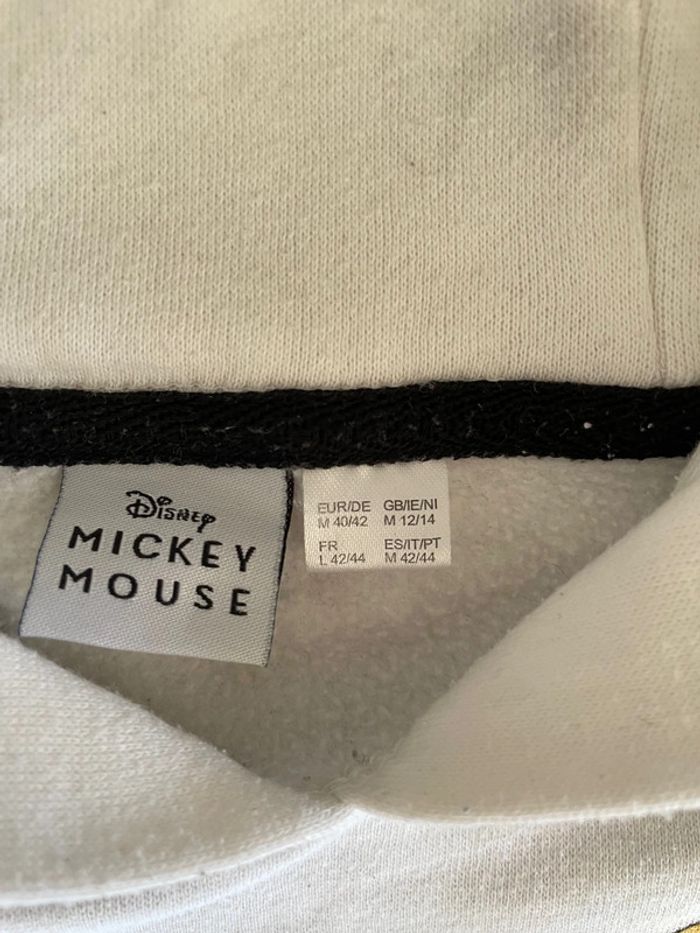 Disney
MICKEY
MOUSE
EUR/DE GB/IE/NI
M 40/42 M 12/14
FR ES/IT/PT
L 42/44 M 42/44